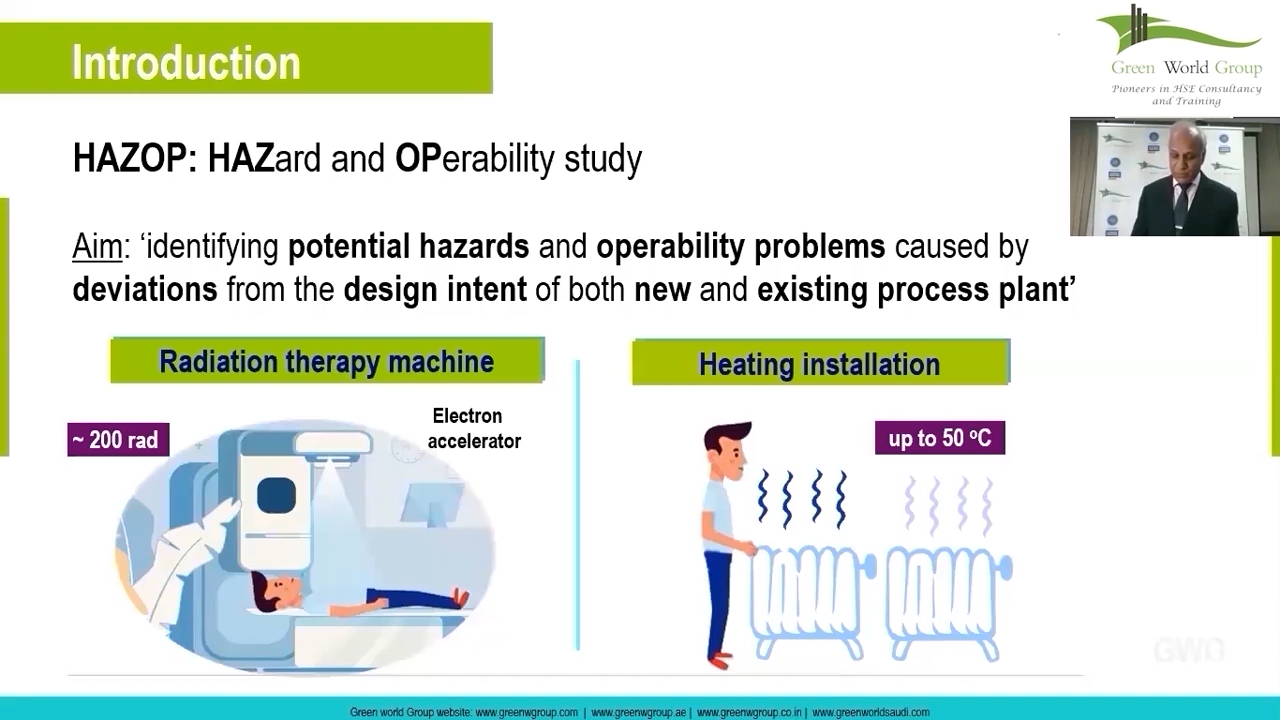 Introduction
Green World Group
Pioneers in HSE Consultancy
and Training
HAZOP: HAZard and OPerability study
Aim: ‘identifying potential hazards and operability problems caused by
deviations from the design intent of both new and existing process plant’
Radiation therapy machine
Heating installation
Electron
accelerator
~ 200 rad
up to 50 ºC
GWG
Green world Group website: www.greenwgroup.com | www.greenwgroup.ae | www.greenwgroup.co.in | www.greenworldsaudi.com